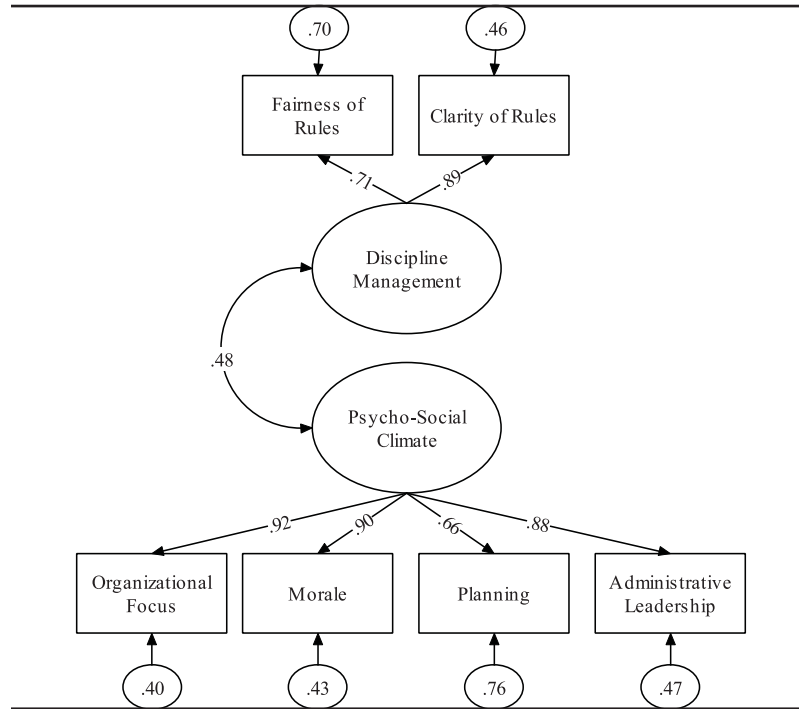 .70
.46
Fairness of
Rules
Clarity of Rules
.71
.89
Discipline
Management
.48
Psycho-Social
Climate
.92
.90
.66
.88
Organizational
Focus
Morale
Planning
Administrative
Leadership
.40
.43
.76
.47